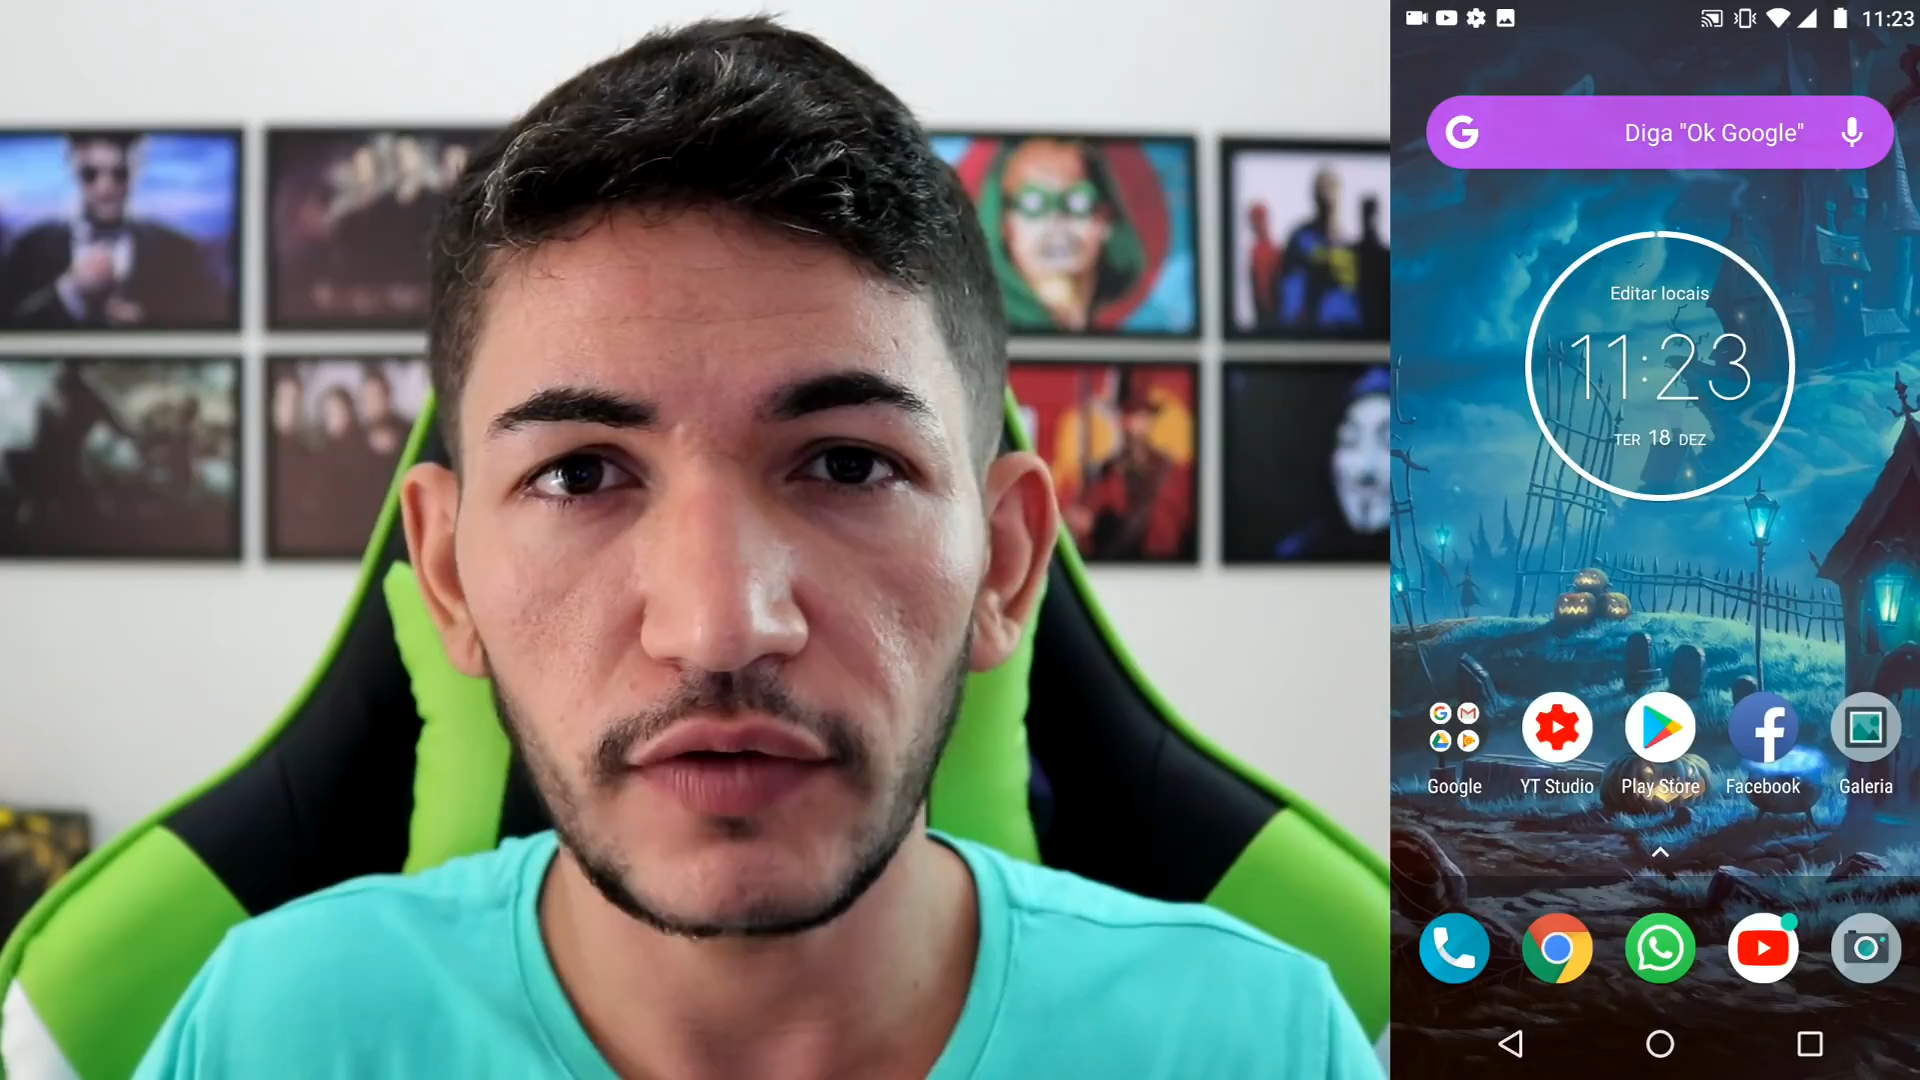 11:23
Diga "Ok Google"
Editar locais
11:23
TER 18 DEZ
Google
YT Studio
Play Store
Facebook
Galeria